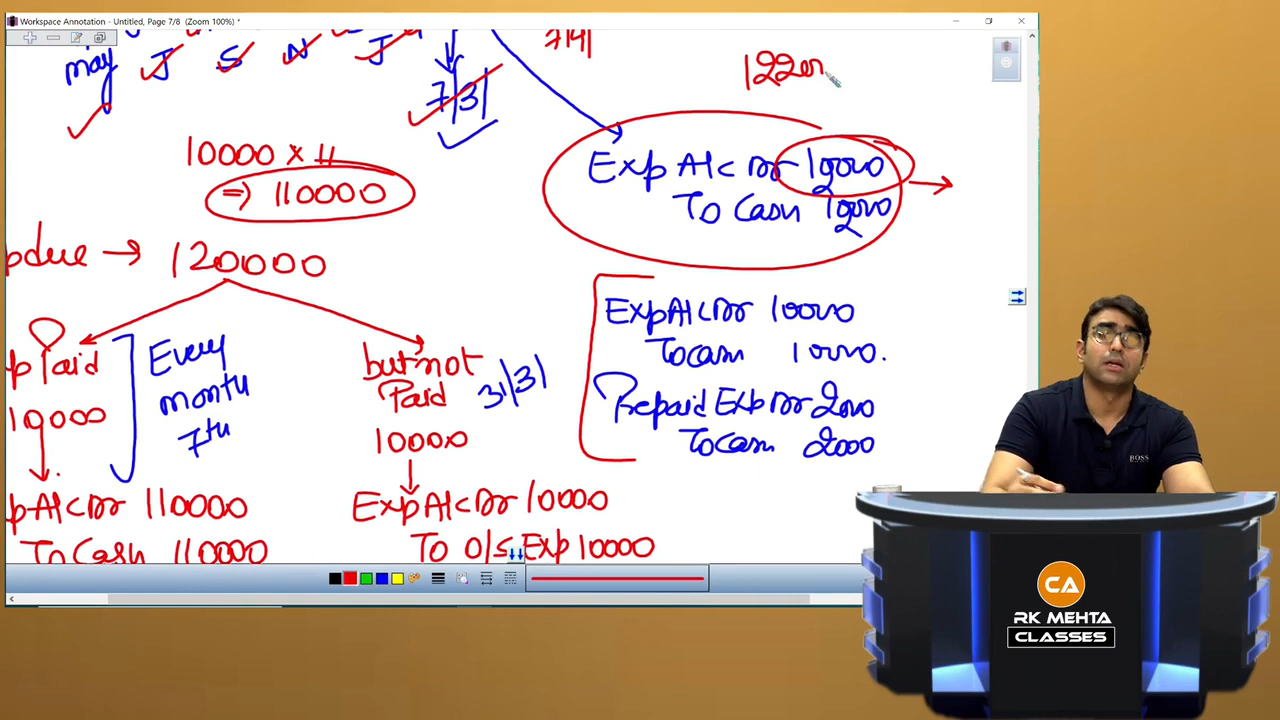 Workspace Annotation - Untitled, Page 7/8 (Zoom 100%) *
may J S N J
7/3/
7/4/
10000 × 11
⇒ 110000
Exp A/c Dr 12000
To Cash 12000
due → 120000
Paid
but not
Paid
Every
month
7th
31/3/
10000
Exp A/c Dr 10000
To Cash 10000.
Prepaid Exp Dr 2000
To Cash 2000
A/c Dr 110000
To Cash 110000
Exp A/c Dr 10000
To O/S Exp 10000
BOSS
CA
RK MEHTA
CLASSES